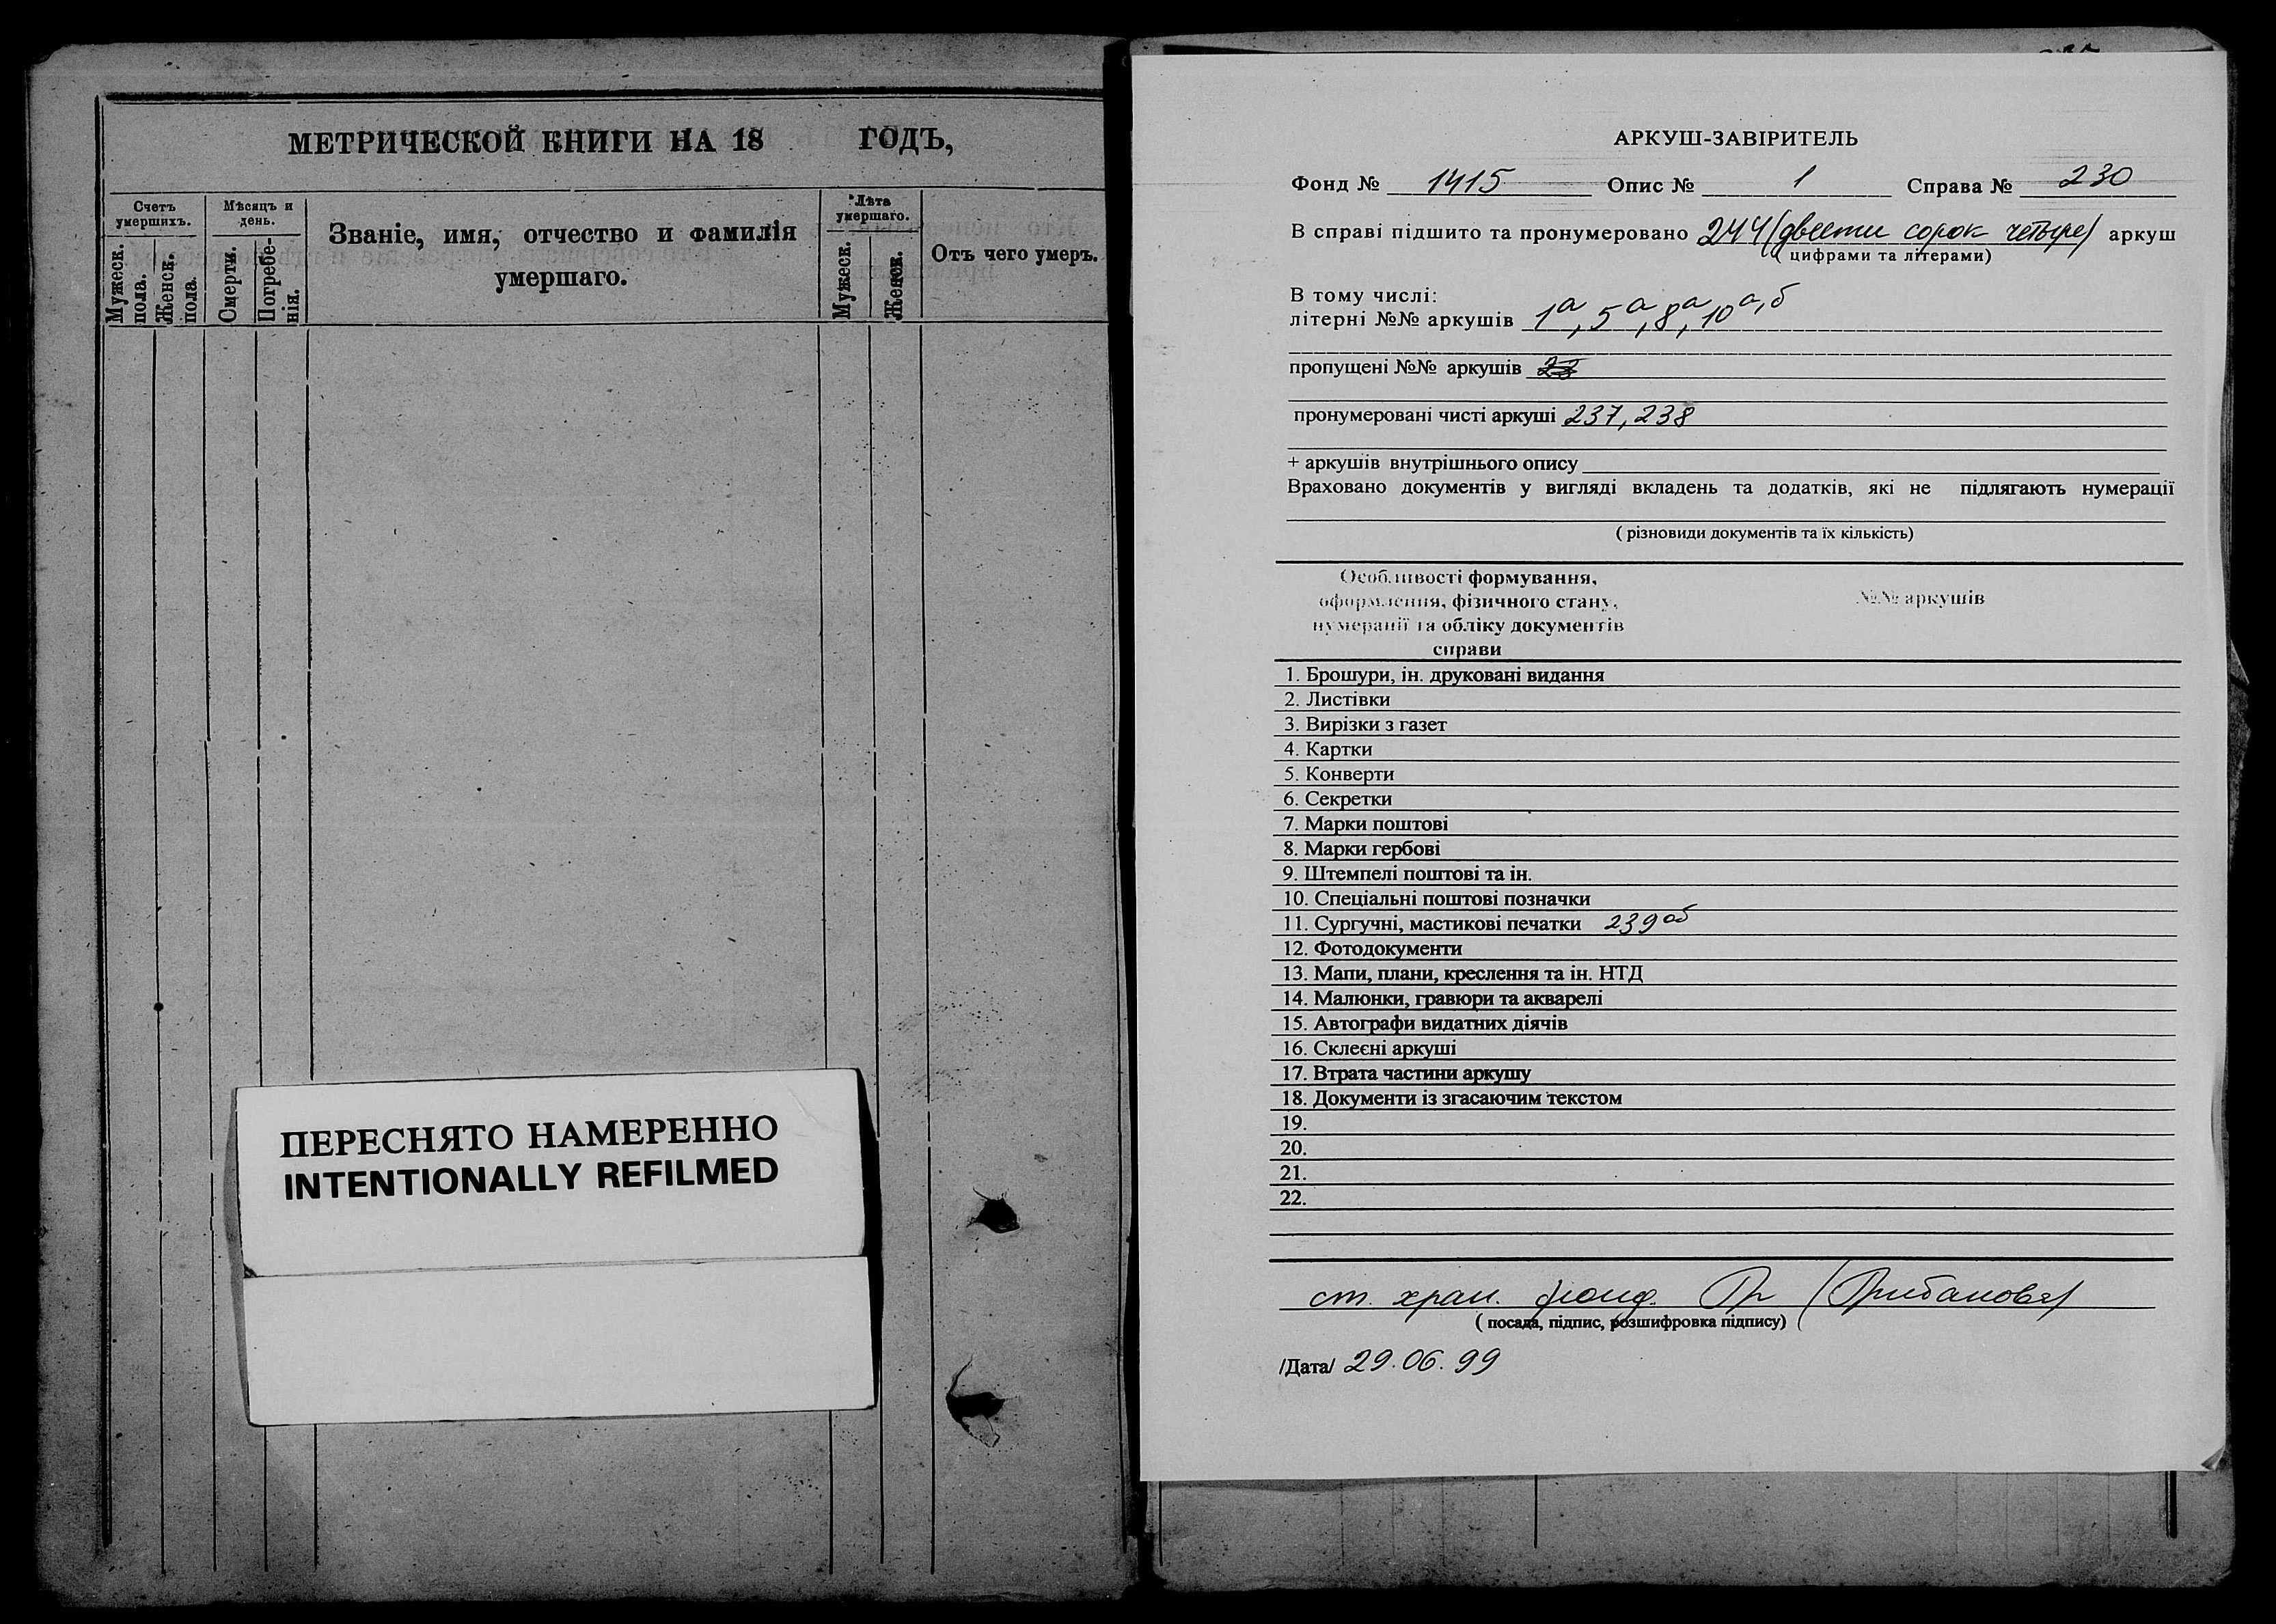 МЕТРИЧЕСКОЙ КНИГИ НА 18 ГОДЪ,
Счетъ умершихъ.
Мужеск. пола.
Женск. пола.
Мѣсяцъ и день.
Смерти.
Погребенія.
Званіе, имя, отчество и фамилія
умершаго.
Лѣта умершаго.
Мужеск.
Женск.
Отъ чего умеръ.
ПЕРЕСНЯТО НАМЕРЕННО
INTENTIONALLY REFILMED
АРКУШ-ЗАВІРИТЕЛЬ
Фонд № 1415 Опис № 1 Справа № 230
В справі підшито та пронумеровано 244 (двести сорок четыре) аркуш
( цифрами та літерами)
В тому числі:
літерні №№ аркушів 1а, 5а, 8а, 10а,б
пропущені №№ аркушів
пронумеровані чисті аркуші 237, 238
+ аркушів внутрішнього опису
Враховано документів у вигляді вкладень та додатків, які не підлягають нумерації
( різновиди документів та їх кількість)
Особливості формування,
оформлення, фізичного стану,
нумерації та обліку документів
справи
№№ аркушів
1. Брошури, ін. друковані видання
2. Листівки
3. Вирізки з газет
4. Картки
5. Конверти
6. Секретки
7. Марки поштові
8. Марки гербові
9. Штемпелі поштові та ін.
10. Спеціальні поштові позначки
11. Сургучні, мастикові печатки 239об
12. Фотодокументи
13. Мапи, плани, креслення та ін. НТД
14. Малюнки, гравюри та акварелі
15. Автографи видатних діячів
16. Склеєні аркуші
17. Втрата частини аркушу
18. Документи із згасаючим текстом
19.
20.
21.
22.
ст. хран. фонд.
( посада, підпис, розшифровка підпису)
/Дата/ 29.06.99